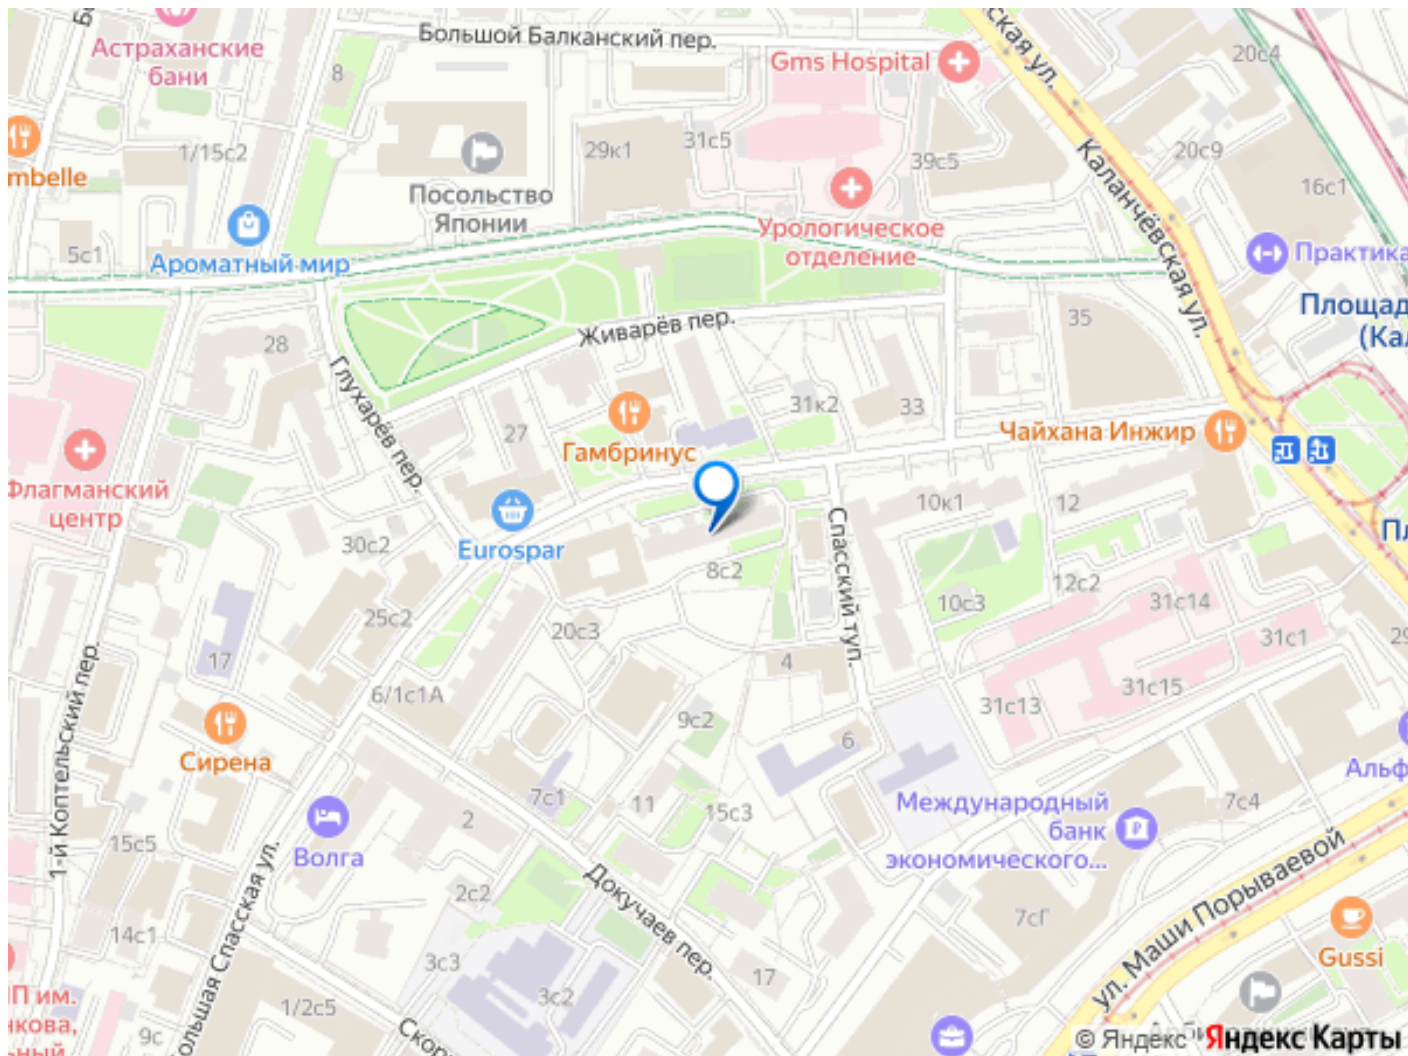 Астраханские
бани
8
Большой Балканский пер.
Gms Hospital
20с4
31с5
29к1
39с5
20с9
16с1
1/15с2
mbelle
Посольство
Японии
Каланчёвская ул.
Урологическое
отделение
5с1
Ароматный мир
Практика
Площад
(Кал
Живарёв пер.
35
28
Глухарёв пер.
31к2
33
27
Гамбринус
Чайхана Инжир
Флагманский
центр
10к1
12
Eurospar
30с2
8с2
Спасский туп.
12с2
10с3
31с14
25с2
20с3
31с1
17
4
6/1с1А
31с15
31с13
9с2
1-й Коптельский пер.
6
Сирена
Альф
7с1
11
15с3
Международный
банк
экономического...
7с4
2
Волга
15с5
2с2
Докучаев пер.
ул. Маши Порываевой
7сГ
14с1
Большая Спасская ул.
Gussi
3с3
17
3с2
1/2с5
9с
© Яндекс
Яндекс Карты